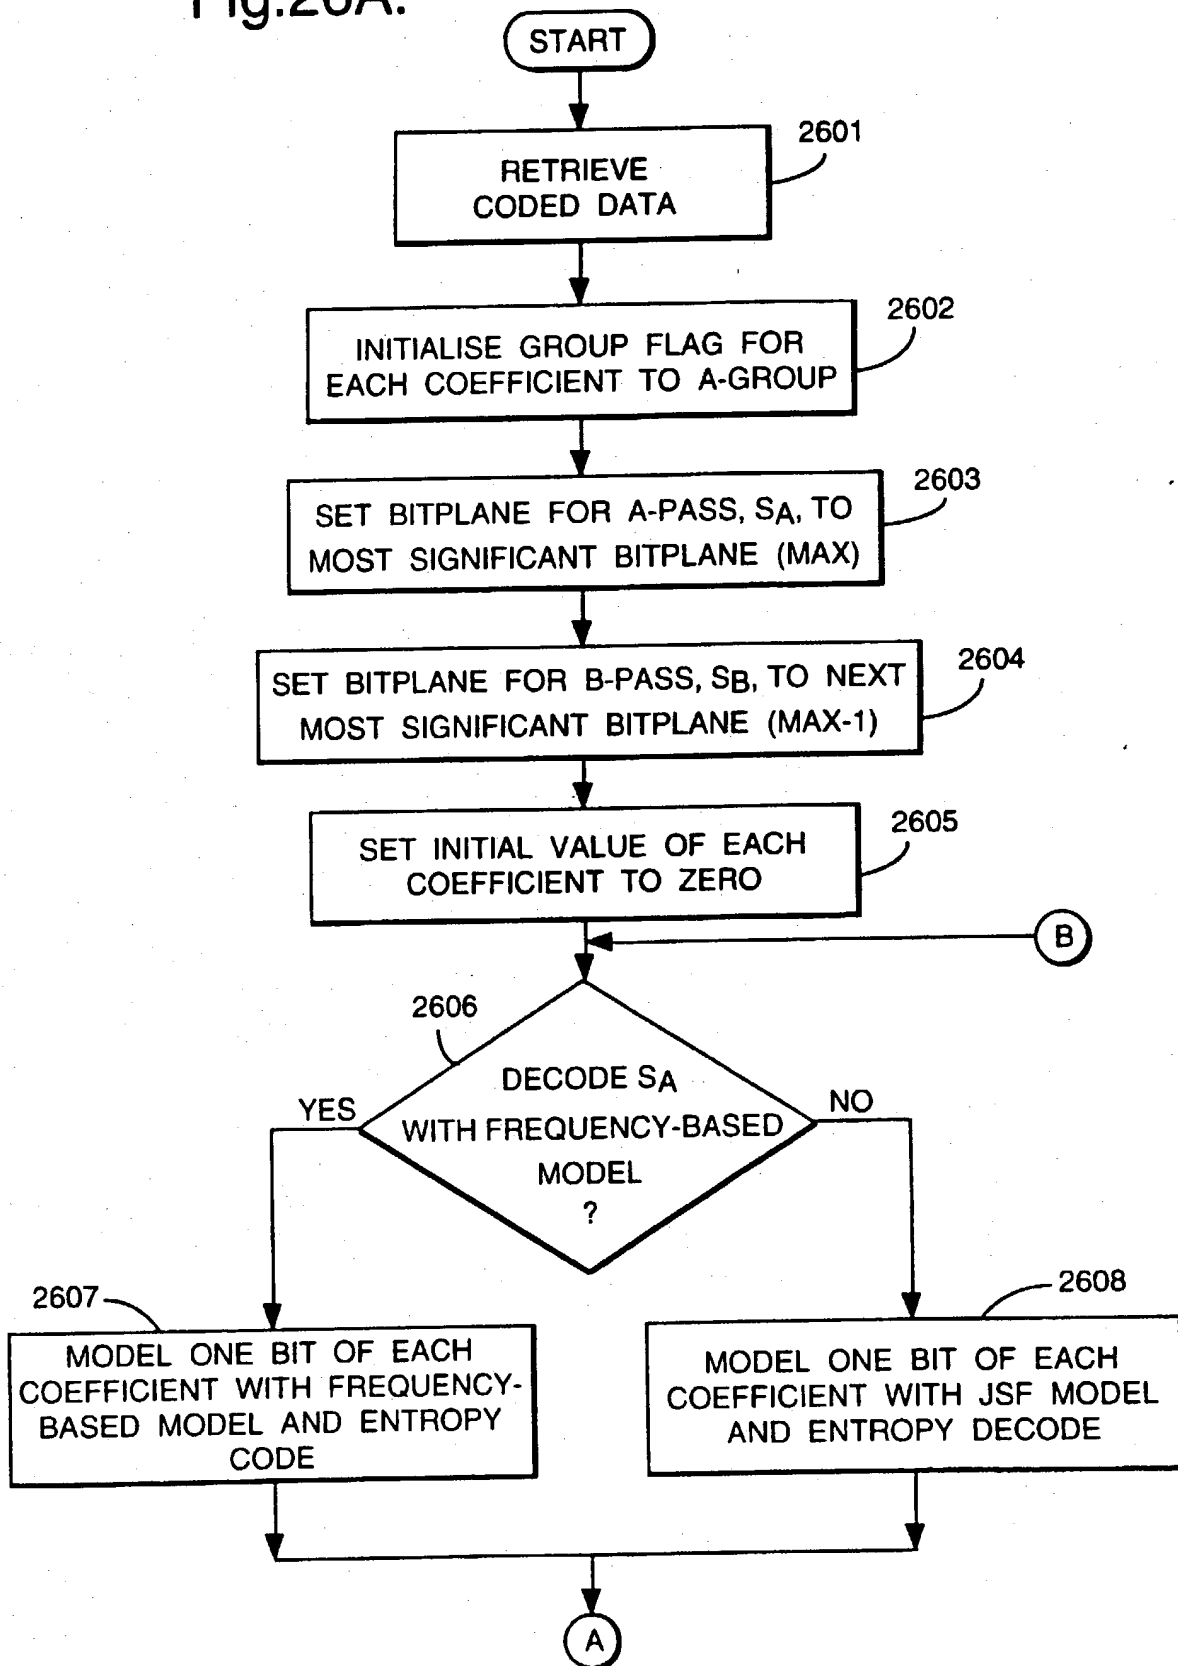 Fig.26A.
START
2601
RETRIEVE
CODED DATA
2602
INITIALISE GROUP FLAG FOR
EACH COEFFICIENT TO A-GROUP
2603
SET BITPLANE FOR A-PASS, SA, TO
MOST SIGNIFICANT BITPLANE (MAX)
2604
SET BITPLANE FOR B-PASS, SB, TO NEXT
MOST SIGNIFICANT BITPLANE (MAX-1)
2605
SET INITIAL VALUE OF EACH
COEFFICIENT TO ZERO
B
2606
DECODE SA
WITH FREQUENCY-BASED
MODEL
?
YES
NO
2607
MODEL ONE BIT OF EACH
COEFFICIENT WITH FREQUENCY-
BASED MODEL AND ENTROPY
CODE
2608
MODEL ONE BIT OF EACH
COEFFICIENT WITH JSF MODEL
AND ENTROPY DECODE
A